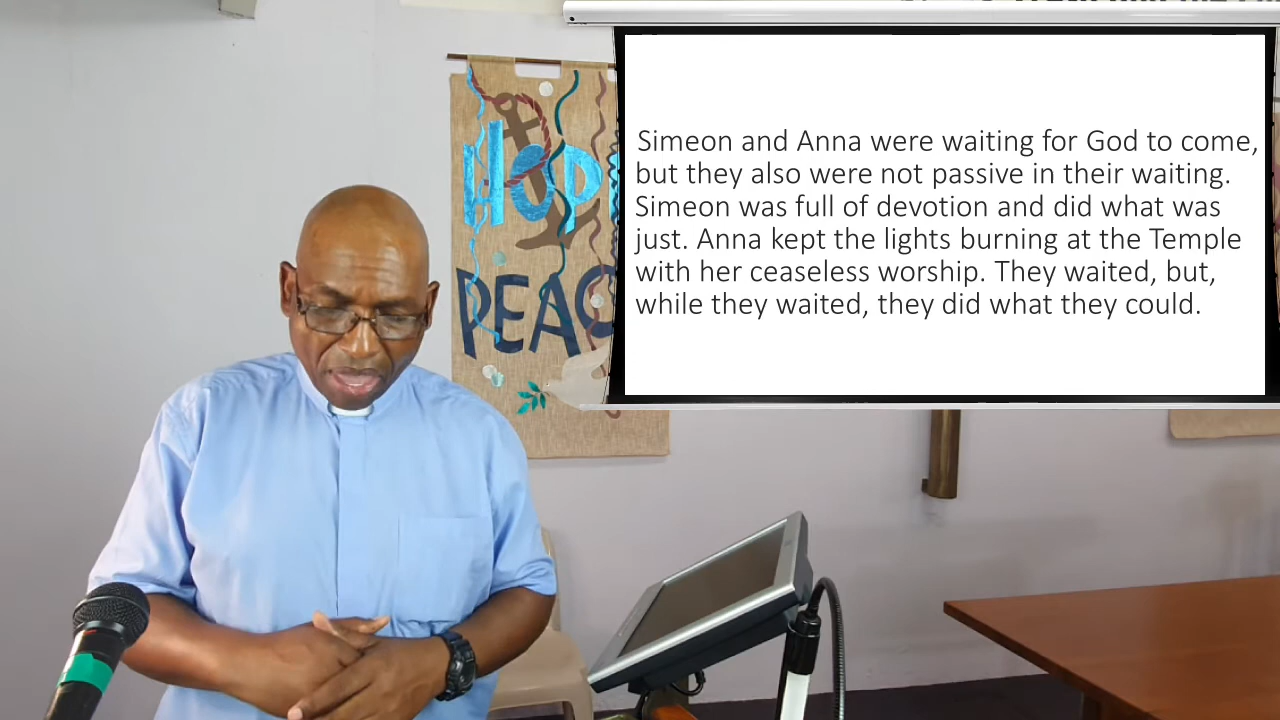 HOP
PEAC
Simeon and Anna were waiting for God to come,
but they also were not passive in their waiting.
Simeon was full of devotion and did what was
just. Anna kept the lights burning at the Temple
with her ceaseless worship. They waited, but,
while they waited, they did what they could.